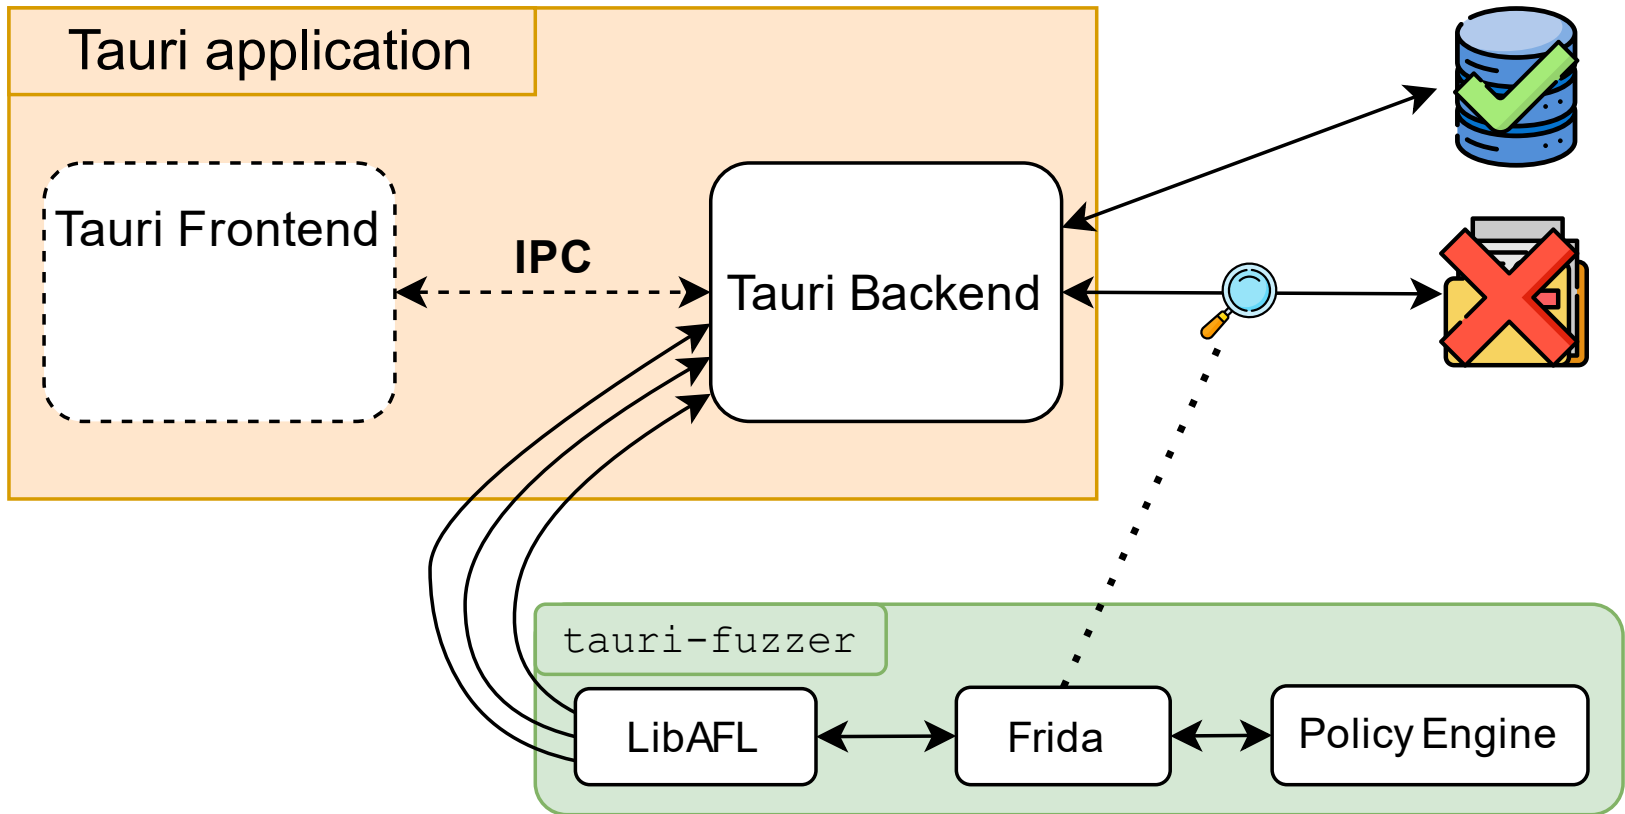 Tauri application
Tauri Frontend
IPC
Tauri Backend
tauri-fuzzer
LibAFL
Frida
Policy Engine